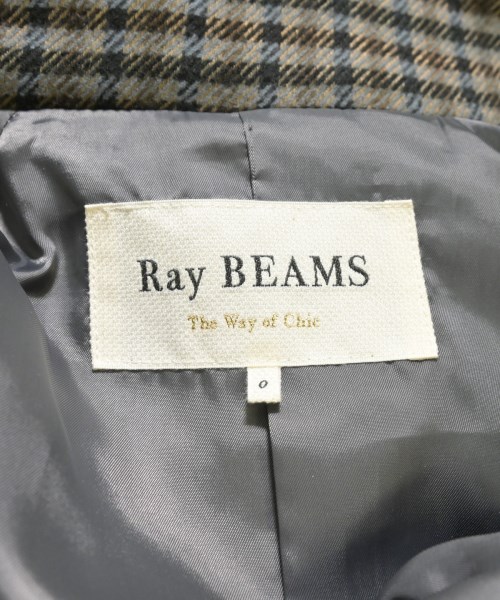 Ray BEAMS
The Way of Chic
0